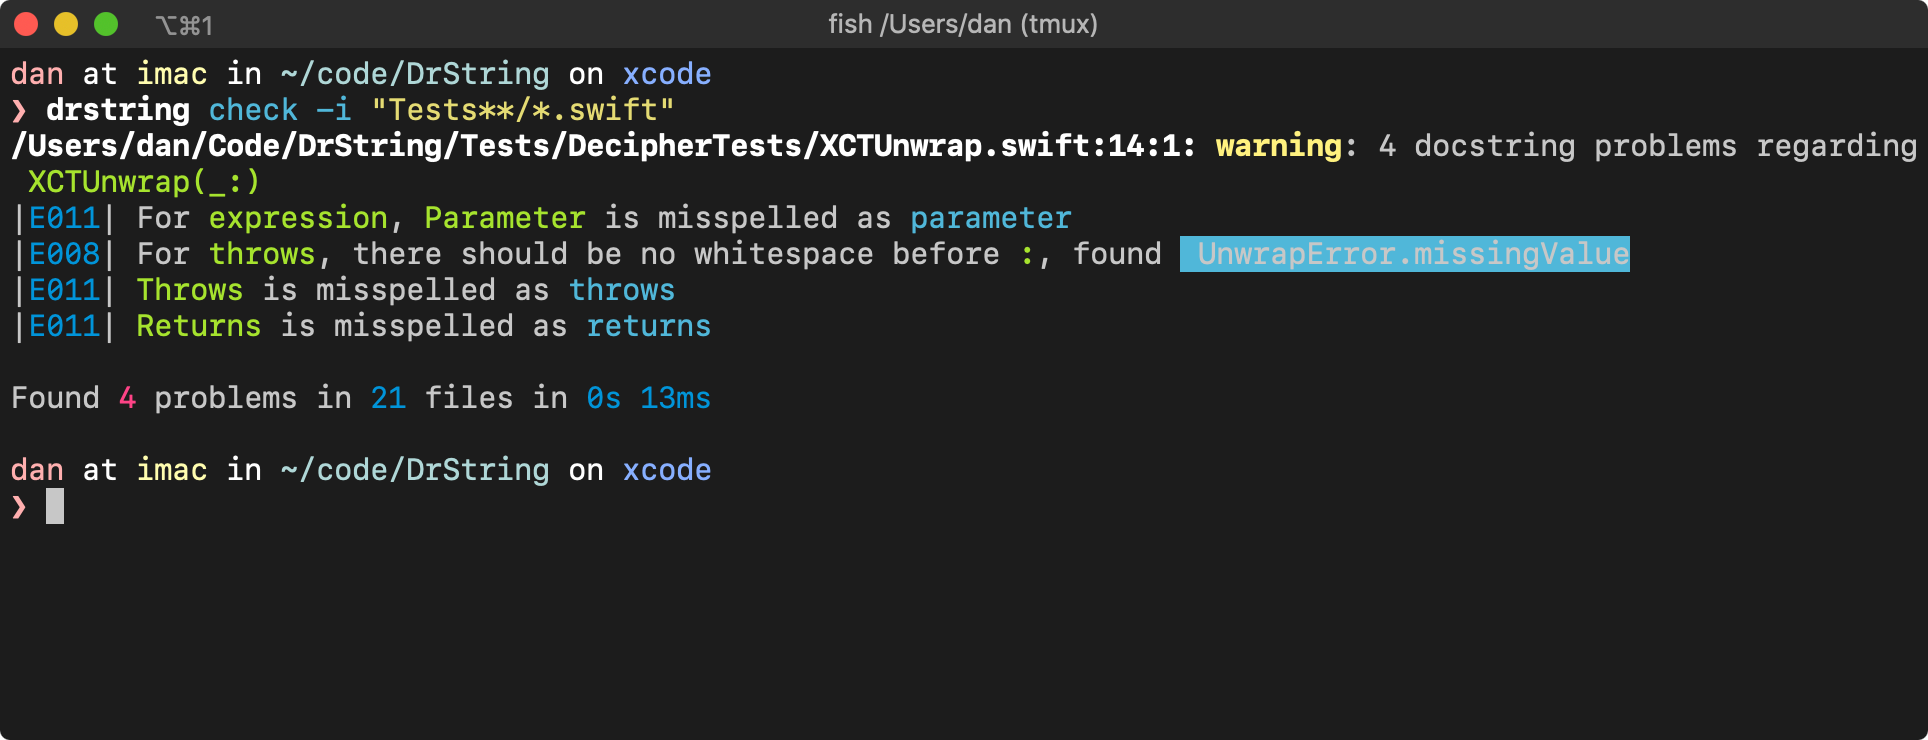 ⌥⌘1 fish /Users/dan (tmux)
dan at imac in ~/code/DrString on xcode
❯ drstring check -i "Tests**/*.swift"
/Users/dan/Code/DrString/Tests/DecipherTests/XCTUnwrap.swift:14:1: warning: 4 docstring problems regarding
XCTUnwrap(_:)
|E011| For expression, Parameter is misspelled as parameter
|E008| For throws, there should be no whitespace before :, found  UnwrapError.missingValue
|E011| Throws is misspelled as throws
|E011| Returns is misspelled as returns
Found 4 problems in 21 files in 0s 13ms
dan at imac in ~/code/DrString on xcode
❯